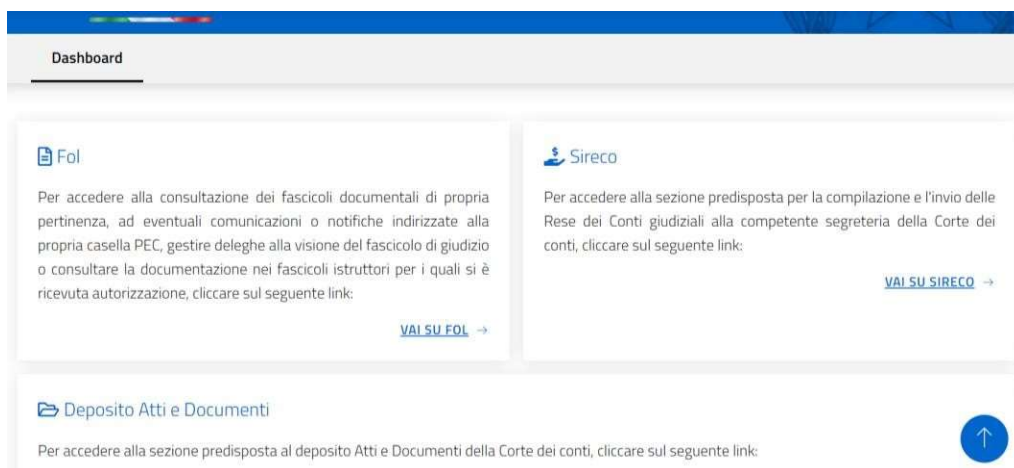 Dashboard
Fol
Per accedere alla consultazione dei fascicoli documentali di propria
pertinenza, ad eventuali comunicazioni o notifiche indirizzate alla
propria casella PEC, gestire deleghe alla visione del fascicolo di giudizio
o consultare la documentazione nei fascicoli istruttori per i quali si è
ricevuta autorizzazione, cliccare sul seguente link:
VAI SU FOL →
Sireco
Per accedere alla sezione predisposta per la compilazione e l'invio delle
Rese dei Conti giudiziali alla competente segreteria della Corte dei
conti, cliccare sul seguente link:
VAI SU SIRECO →
Deposito Atti e Documenti
Per accedere alla sezione predisposta al deposito Atti e Documenti della Corte dei conti, cliccare sul seguente link: